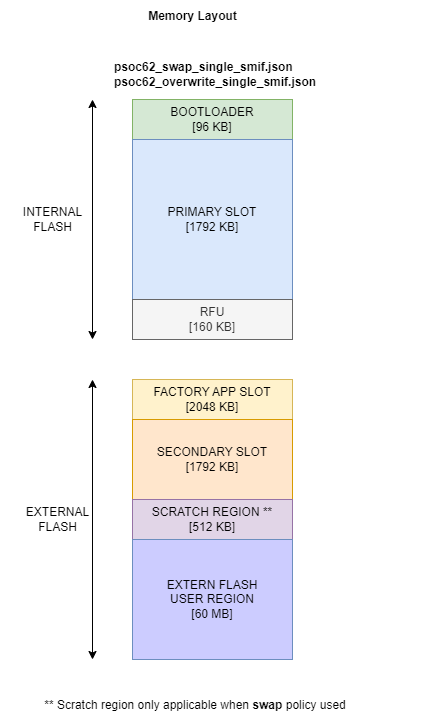 Memory Layout
psoc62_swap_single_smif.json
psoc62_overwrite_single_smif.json
BOOTLOADER
[96 KB]
INTERNAL
FLASH
PRIMARY SLOT
[1792 KB]
RFU
[160 KB]
FACTORY APP SLOT
[2048 KB]
SECONDARY SLOT
[1792 KB]
EXTERNAL
FLASH
SCRATCH REGION **
[512 KB]
EXTERN FLASH
USER REGION
[60 MB]
** Scratch region only applicable when swap policy used